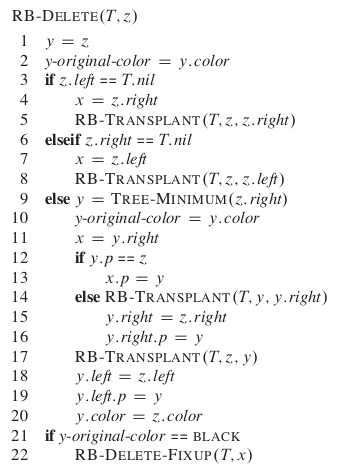 RB-DELETE(T, z)
1 y = z
2 y-original-color = y.color
3 if z.left == T.nil
4 x = z.right
5 RB-TRANSPLANT(T, z, z.right)
6 elseif z.right == T.nil
7 x = z.left
8 RB-TRANSPLANT(T, z, z.left)
9 else y = TREE-MINIMUM(z.right)
10 y-original-color = y.color
11 x = y.right
12 if y.p == z
13 x.p = y
14 else RB-TRANSPLANT(T, y, y.right)
15 y.right = z.right
16 y.right.p = y
17 RB-TRANSPLANT(T, z, y)
18 y.left = z.left
19 y.left.p = y
20 y.color = z.color
21 if y-original-color == BLACK
22 RB-DELETE-FIXUP(T, x)